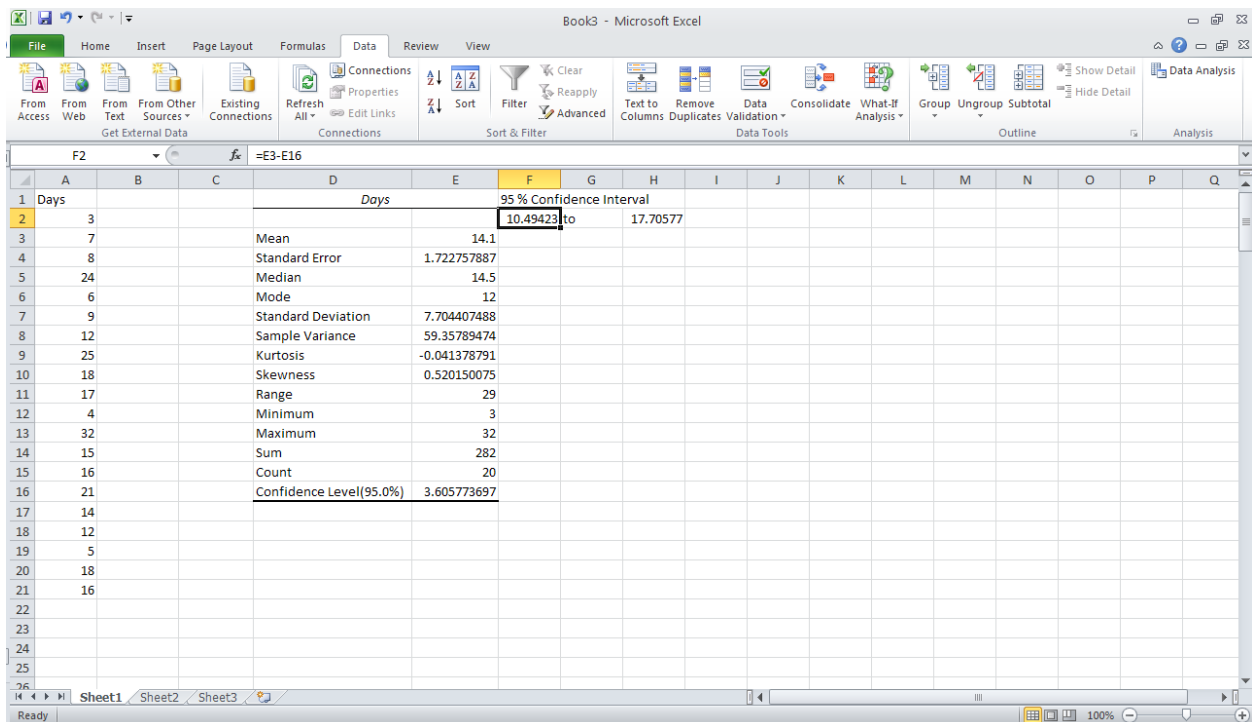 Book3 - Microsoft Excel
File Home Insert Page Layout Formulas Data Review View
From Access
From Web
From Text
From Other Sources
Existing Connections
Get External Data
Refresh All
Connections
Properties
Edit Links
Connections
Sort
Filter
Clear
Reapply
Advanced
Sort & Filter
Text to Columns
Remove Duplicates
Data Validation
Consolidate
What-If Analysis
Data Tools
Group
Ungroup
Subtotal
Show Detail
Hide Detail
Outline
Data Analysis
Analysis
F2 fx =E3-E16
A B C D E F G H I J K L M N O P Q
1 Days Days 95 % Confidence Interval
2 3 10.49423 to 17.70577
3 7 Mean 14.1
4 8 Standard Error 1.722757887
5 24 Median 14.5
6 6 Mode 12
7 9 Standard Deviation 7.704407488
8 12 Sample Variance 59.35789474
9 25 Kurtosis -0.041378791
10 18 Skewness 0.520150075
11 17 Range 29
12 4 Minimum 3
13 32 Maximum 32
14 15 Sum 282
15 16 Count 20
16 21 Confidence Level(95.0%) 3.605773697
17 14
18 12
19 5
20 18
21 16
22
23
24
25
26
Sheet1 Sheet2 Sheet3
Ready 100%